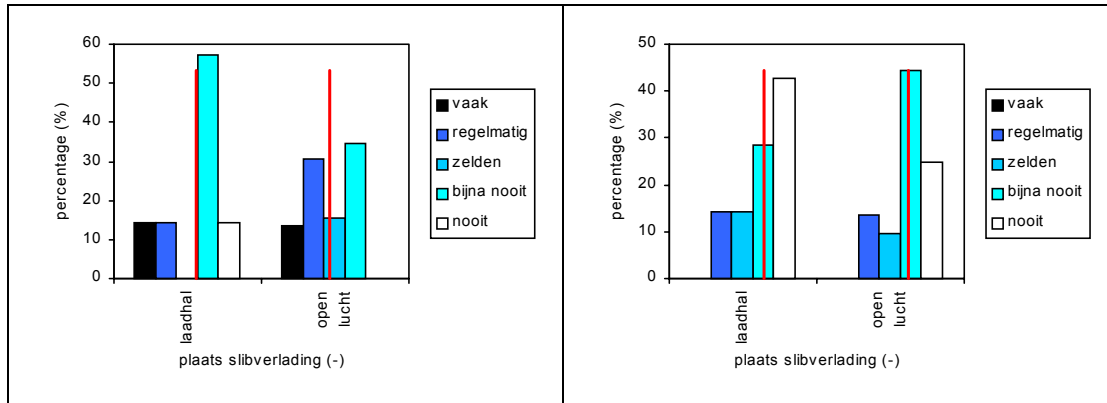 60
50
40
30
20
10
0
percentage (%)
laadhal
open
lucht
plaats slibverlading (-)
vaak
regelmatig
zelden
bijna nooit
nooit
50
40
30
20
10
0
percentage (%)
laadhal
open
lucht
plaats slibverlading (-)
vaak
regelmatig
zelden
bijna nooit
nooit